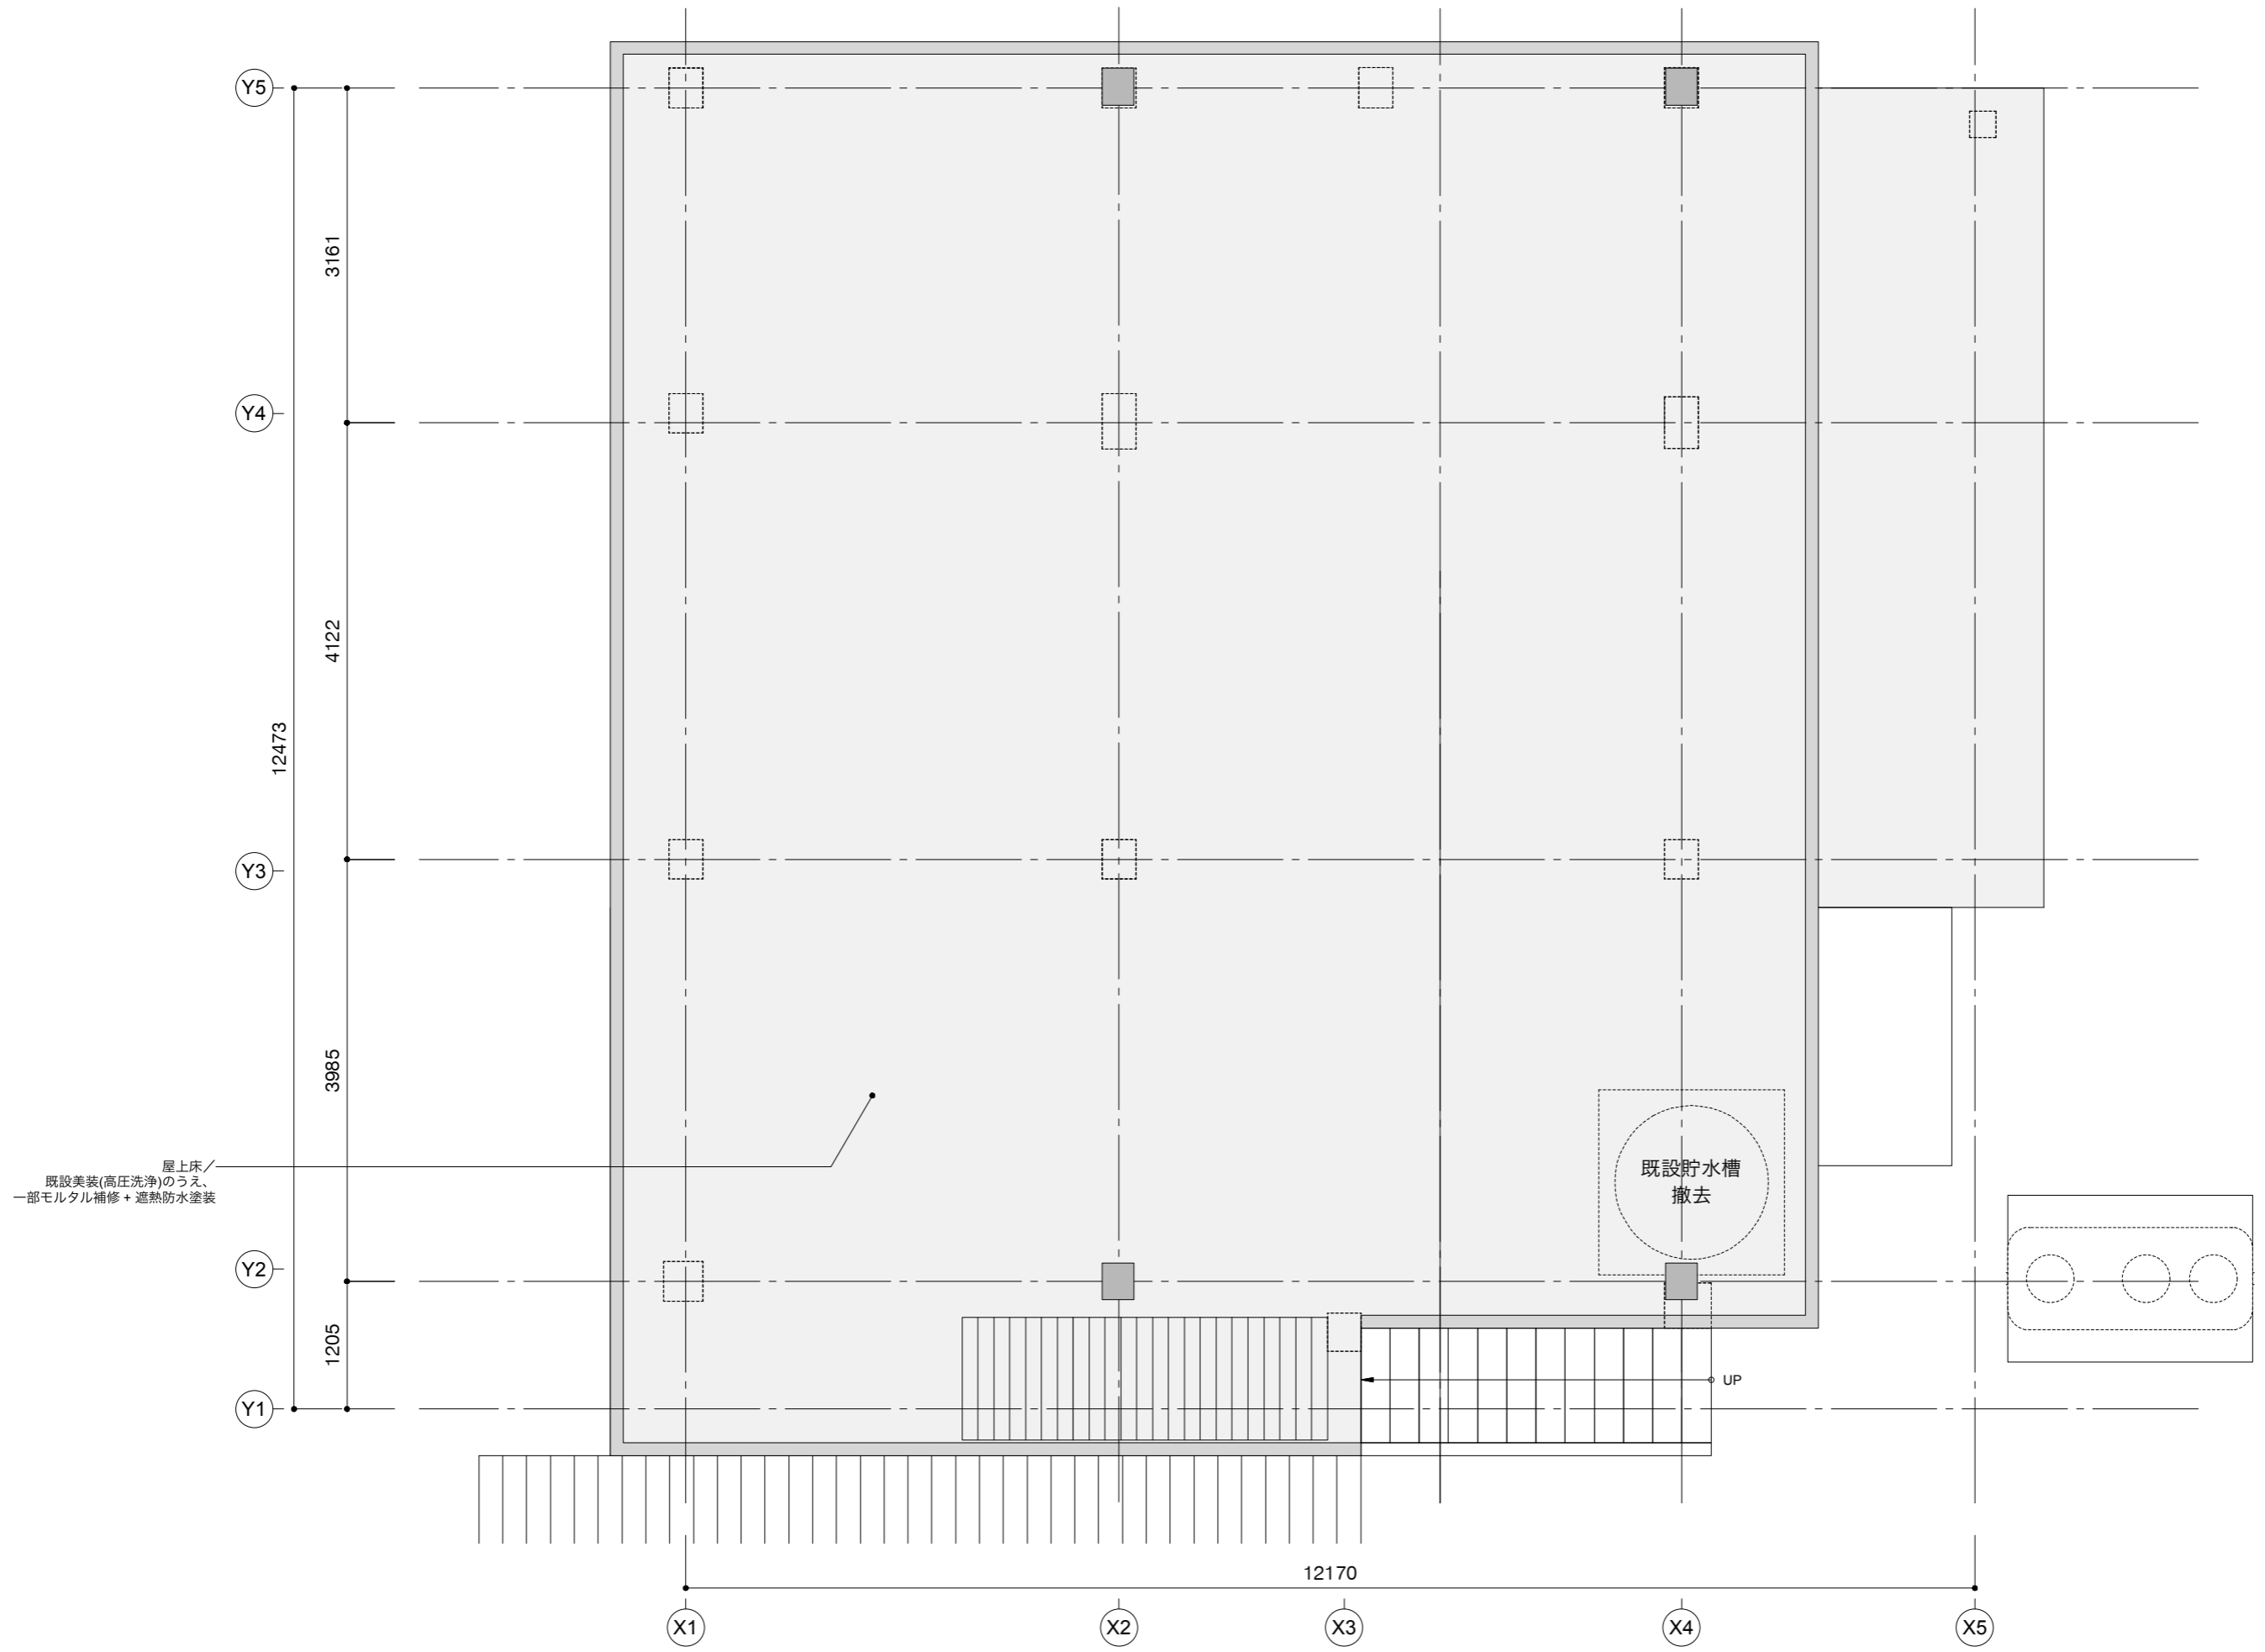 Y5
3161
Y4
4122
12473
Y3
3985
屋上床／
既設美装(高圧洗浄)のうえ、
一部モルタル補修 + 遮熱防水塗装
既設貯水槽
撤去
Y2
1205
UP
Y1
12170
X1
X2
X3
X4
X5